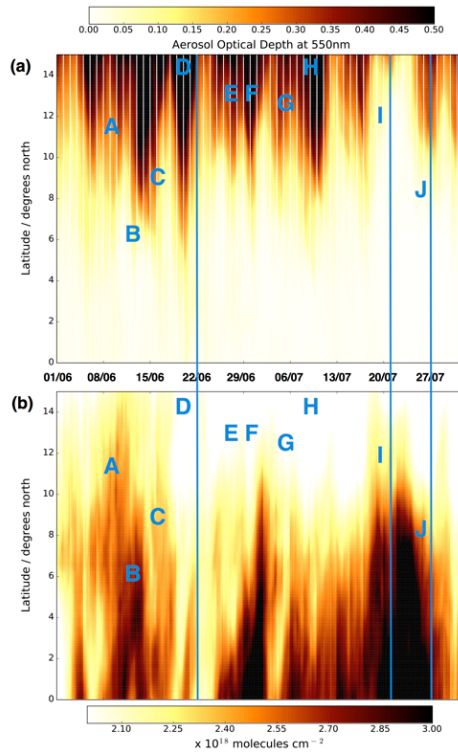 0.00 0.05 0.10 0.15 0.20 0.25 0.30 0.35 0.40 0.45 0.50
Aerosol Optical Depth at 550nm
(a)
14
12
10
8
6
4
2
0
Latitude / degrees north
D
H
E F
G
A
I
C
J
B
01/06 08/06 15/06 22/06 29/06 06/07 13/07 20/07 27/07
(b)
14
12
10
8
6
4
2
0
Latitude / degrees north
D
H
E F
G
A
I
C
J
B
2.10 2.25 2.40 2.55 2.70 2.85 3.00
x 10¹⁸ molecules cm⁻²